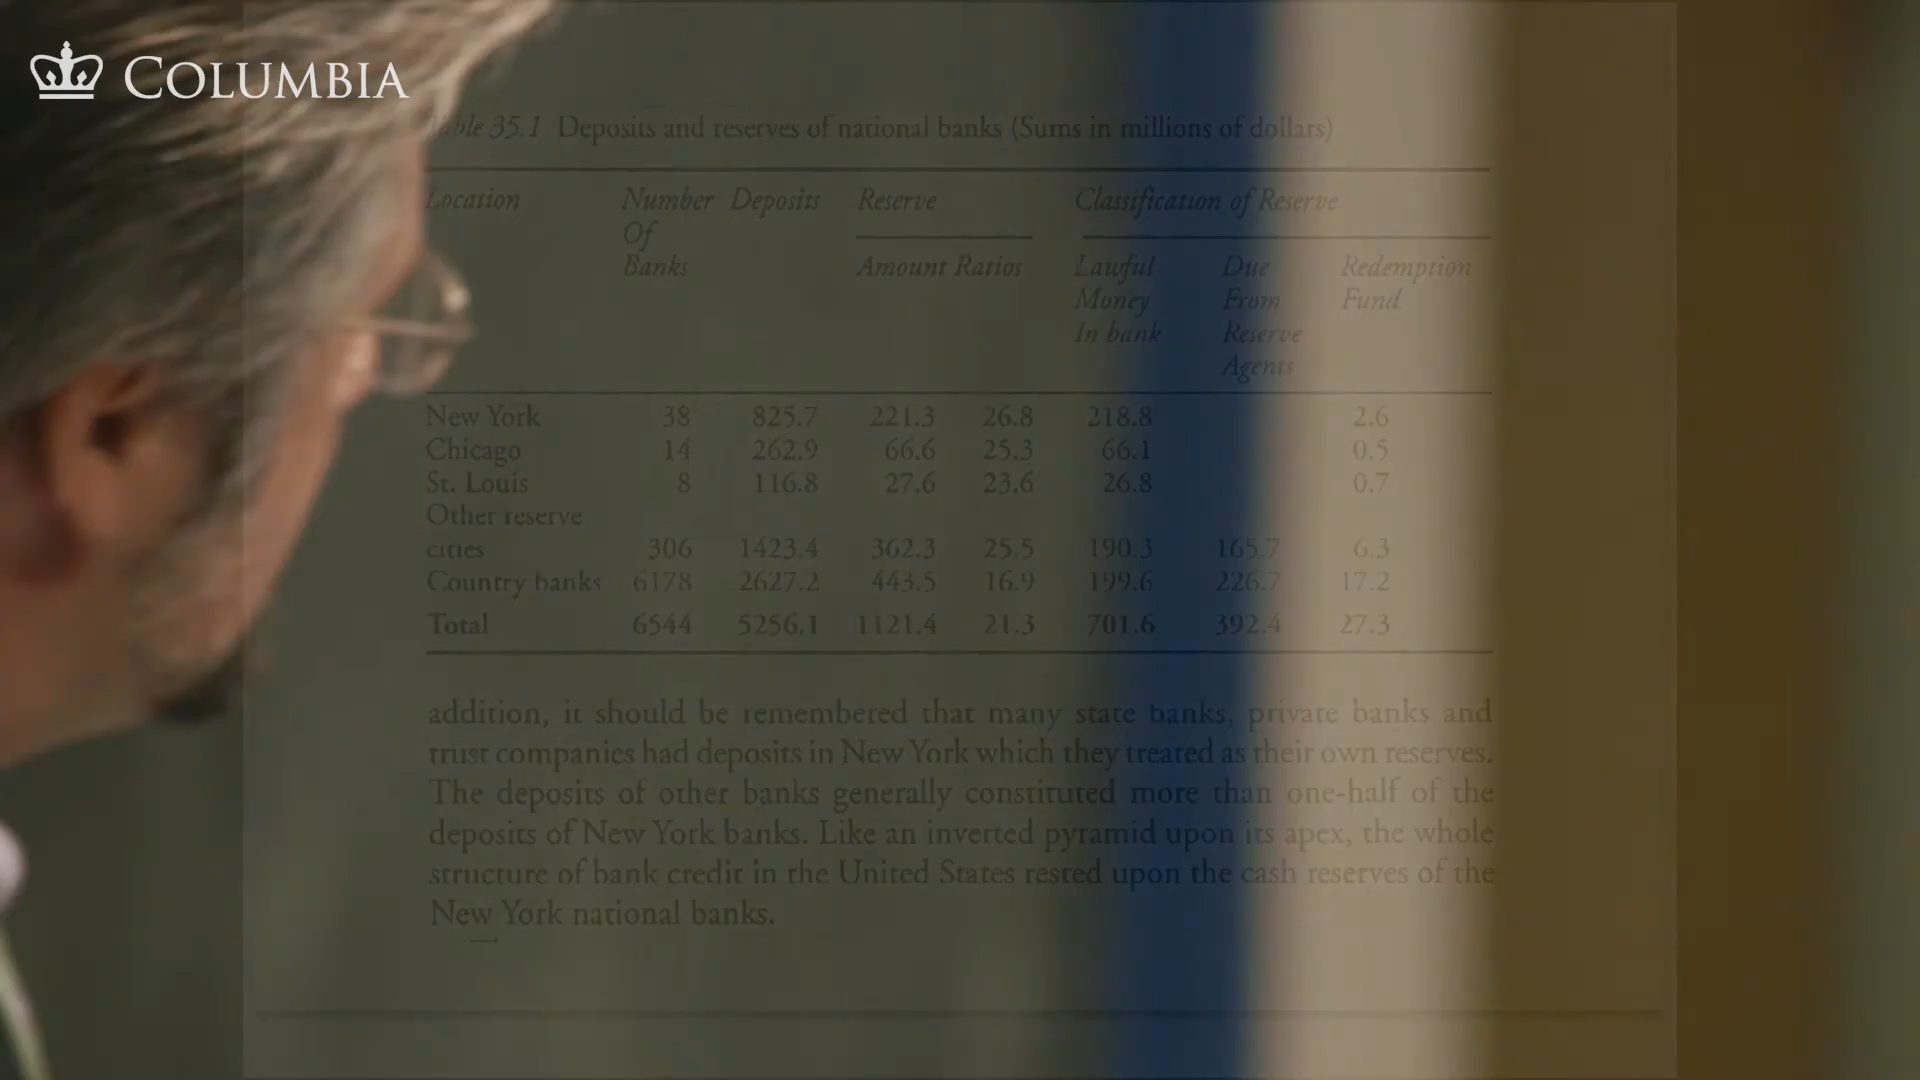 COLUMBIA
Table 35.1 Deposits and reserves of national banks (Sums in millions of dollars)
Location Number Deposits Reserve Classification of Reserve
Of
Banks Amount Ratios Lawful Due Redemption
Money From Fund
In bank Reserve
Agents
New York 38 825.7 221.3 26.8 218.8 2.6
Chicago 14 262.9 66.6 25.3 66.1 0.5
St. Louis 8 116.8 27.6 23.6 26.8 0.7
Other reserve
cities 306 1423.4 362.3 25.5 190.3 165.7 6.3
Country banks 6178 2627.2 443.5 16.9 199.6 226.7 17.2
Total 6544 5256.1 1121.4 21.3 701.6 392.4 27.3
addition, it should be remembered that many state banks, private banks and
trust companies had deposits in New York which they treated as their own reserves.
The deposits of other banks generally constituted more than one-half of the
deposits of New York banks. Like an inverted pyramid upon its apex, the whole
structure of bank credit in the United States rested upon the cash reserves of the
New York national banks.